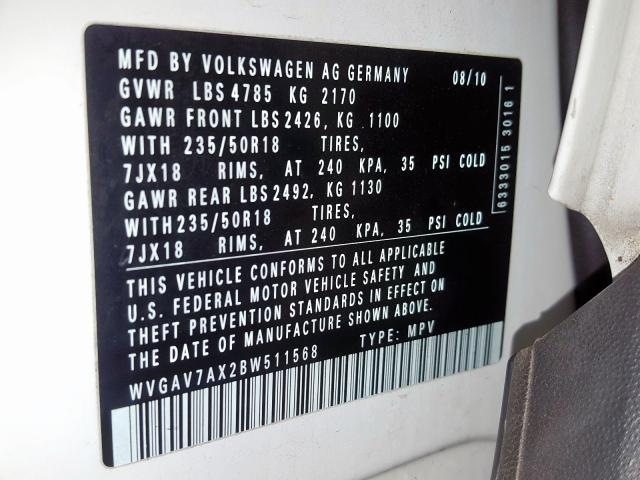 MFD BY VOLKSWAGEN AG GERMANY 08/10
GVWR LBS 4785 KG 2170
GAWR FRONT LBS 2426, KG 1100
WITH 235/50R18 TIRES,
7JX18 RIMS, AT 240 KPA, 35 PSI COLD
GAWR REAR LBS 2492, KG 1130
WITH 235/50R18 TIRES,
7JX18 RIMS, AT 240 KPA, 35 PSI COLD
THIS VEHICLE CONFORMS TO ALL APPLICABLE
U.S. FEDERAL MOTOR VEHICLE SAFETY AND
THEFT PREVENTION STANDARDS IN EFFECT ON
THE DATE OF MANUFACTURE SHOWN ABOVE.
WVGAV7AX2BW511568 TYPE: MPV
6333015 3016 1